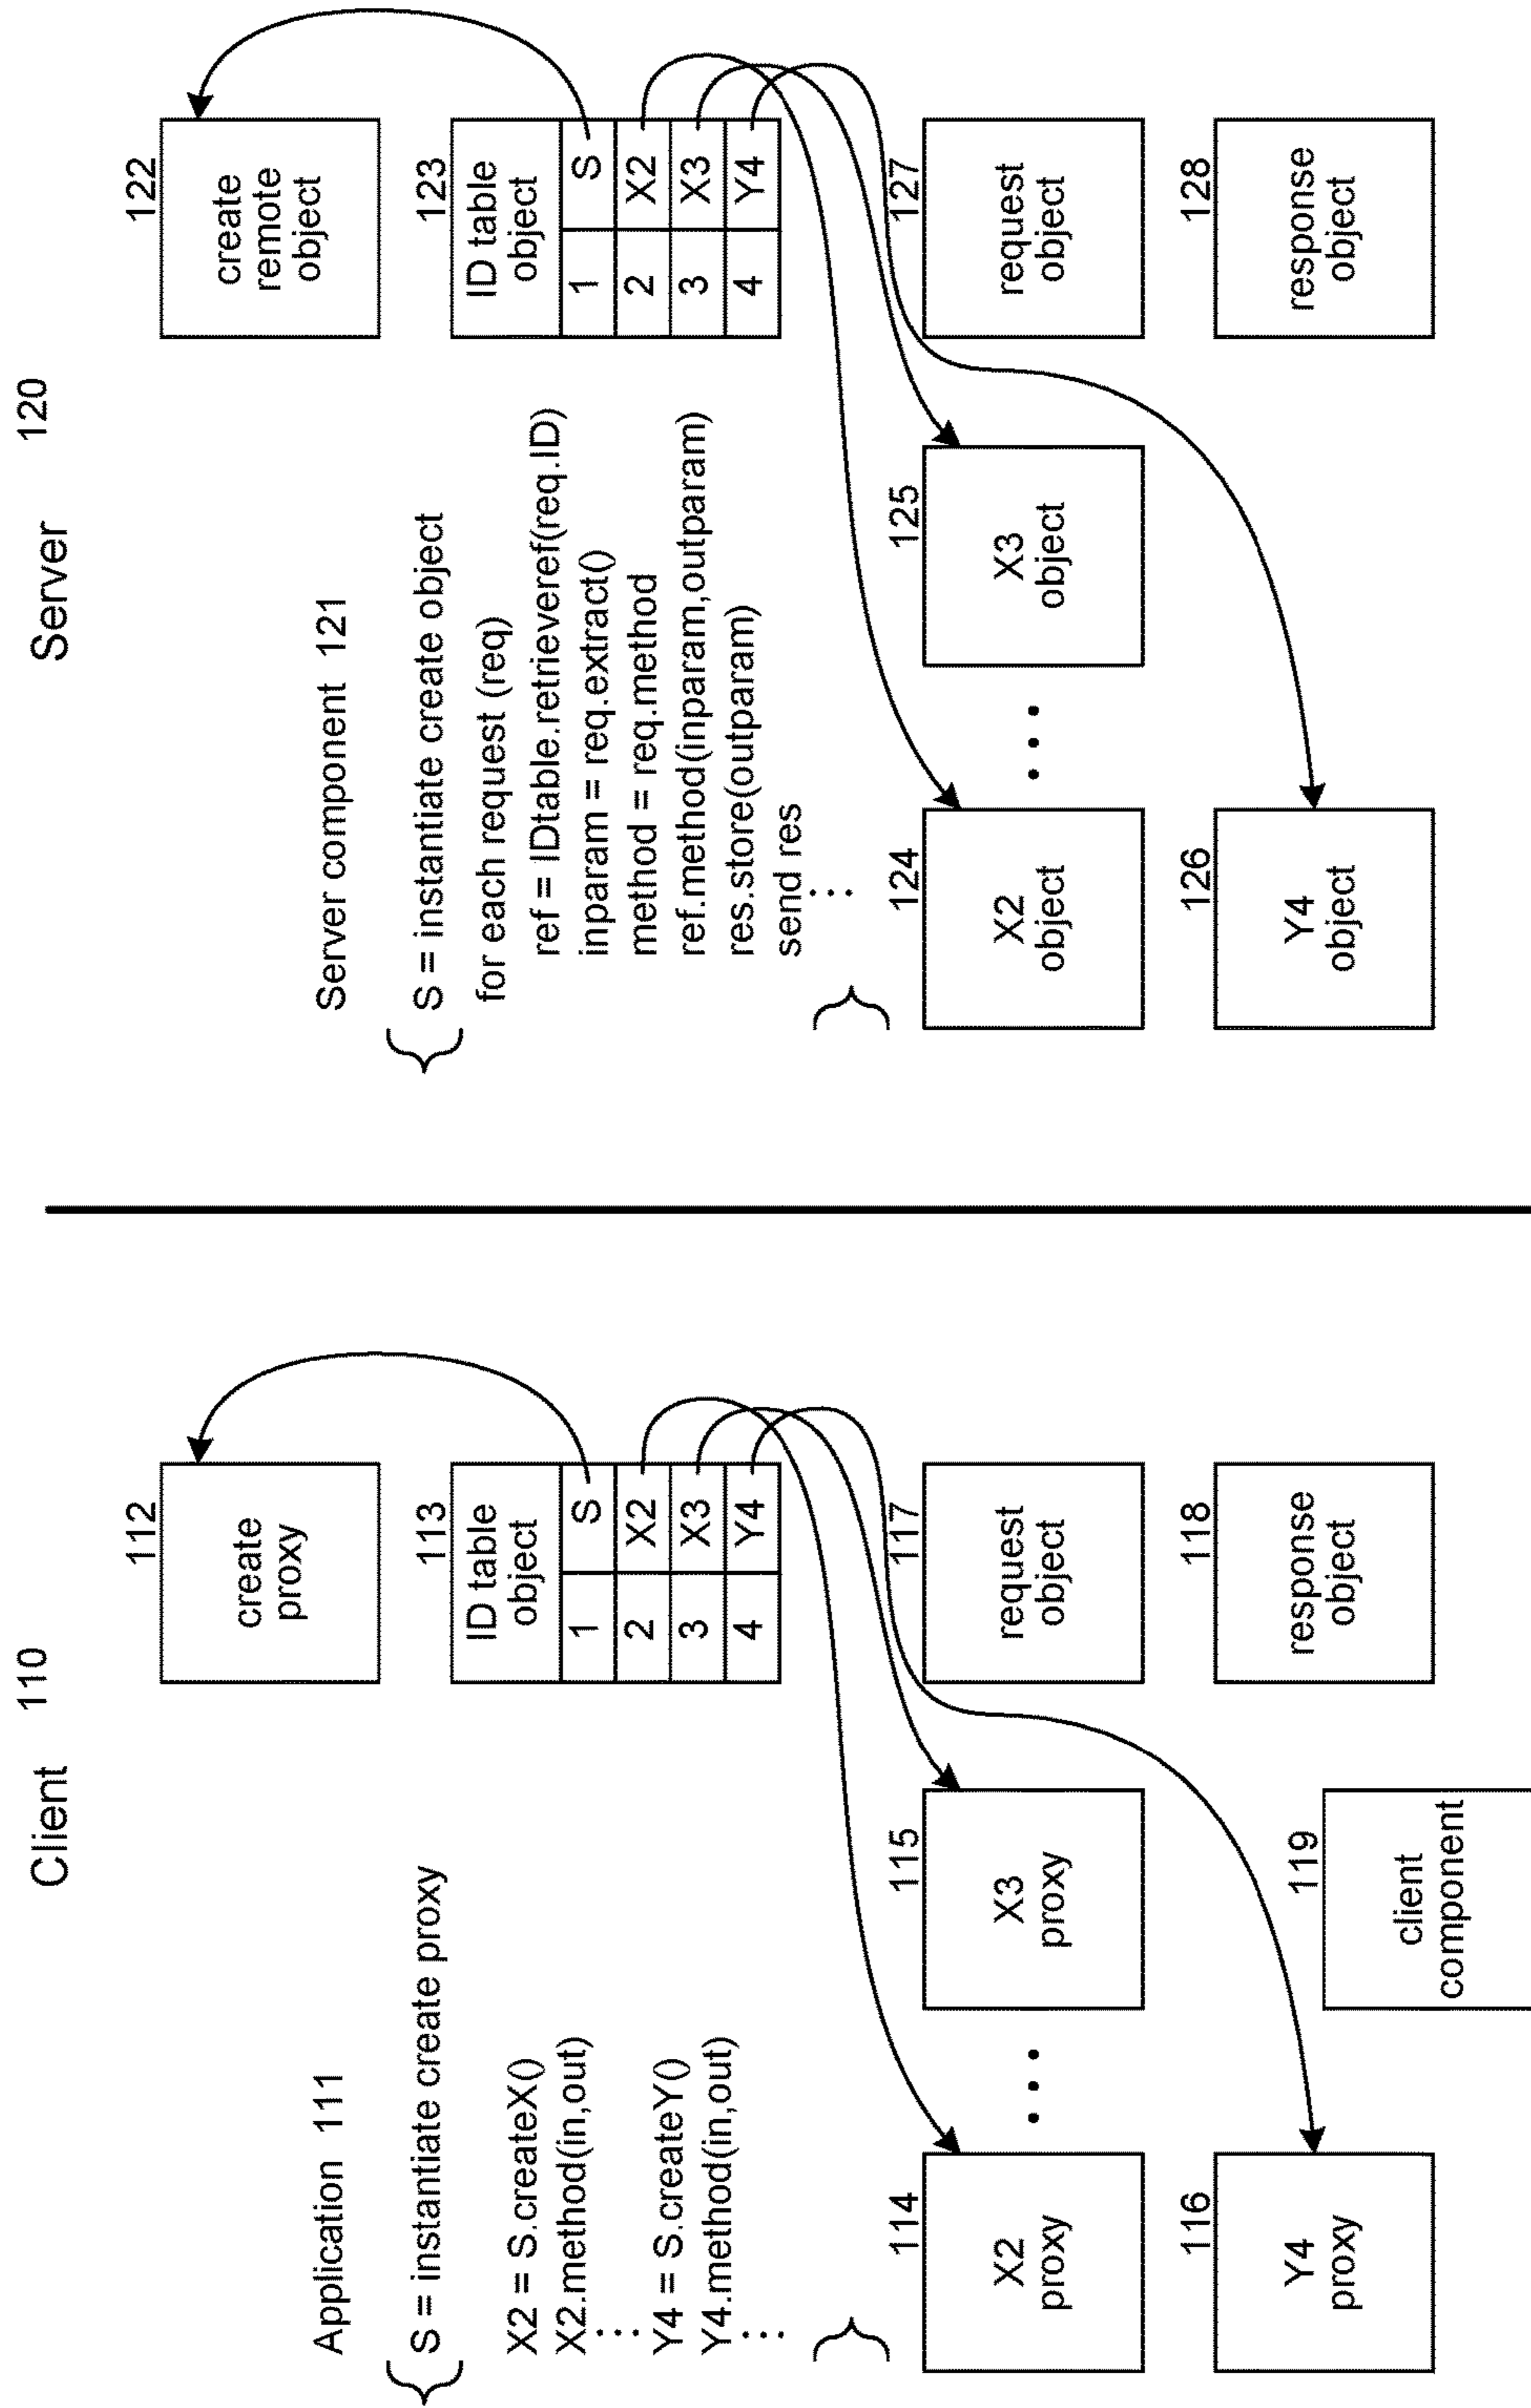 Client 110
Application 111
{
S = instantiate create proxy
X2 = S.createX()
X2.method(in,out)
⋮
Y4 = S.createY()
Y4.method(in,out)
⋮
}
112
create
proxy
113
ID table
object
1 S
2 X2
3 X3
4 Y4
114
X2
proxy
...
115
X3
proxy
117
request
object
116
Y4
proxy
119
client
component
118
response
object
Server 120
Server component 121
{
S = instantiate create object
for each request (req)
ref = IDtable.retrieveref(req.ID)
inparam = req.extract()
method = req.method
ref.method(inparam,outparam)
res.store(outparam)
send res
⋮
}
122
create
remote
object
123
ID table
object
1 S
2 X2
3 X3
4 Y4
124
X2
object
...
125
X3
object
127
request
object
126
Y4
object
128
response
object